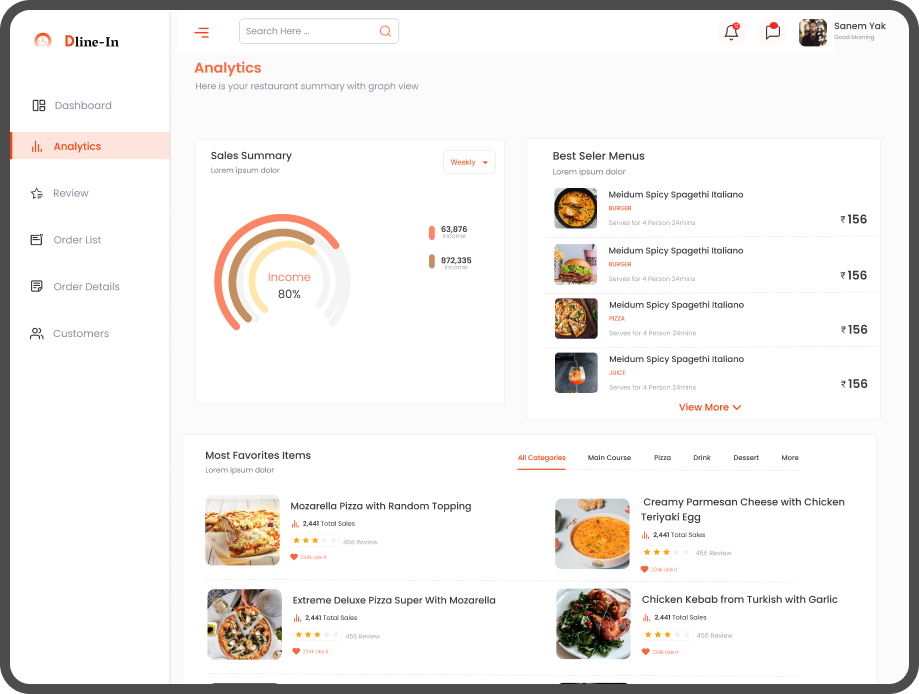 Dline-In
Search Here ...
Sanem Yak
Good Morning
Dashboard
Analytics
Review
Order List
Order Details
Customers
Analytics
Here is your restaurant summary with graph view
Sales Summary
Lorem ipsum dolor
Weekly
Income
80%
63,876
Income
872,335
Income
Best Seler Menus
Lorem ipsum dolor
Meidum Spicy Spagethi Italiano
BURGER
Serves for 4 Person 24mins
₹ 156
Meidum Spicy Spagethi Italiano
BURGER
Serves for 4 Person 24mins
₹ 156
Meidum Spicy Spagethi Italiano
PIZZA
Serves for 4 Person 24mins
₹ 156
Meidum Spicy Spagethi Italiano
JUICE
Serves for 4 Person 24mins
₹ 156
View More
Most Favorites Items
Lorem ipsum dolor
All Categories Main Course Pizza Drink Dessert More
Mozarella Pizza with Random Topping
2,441 Total Sales
456 Review
234k Like it
Creamy Parmesan Cheese with Chicken
Teriyaki Egg
2,441 Total Sales
456 Review
234k Like it
Extreme Deluxe Pizza Super With Mozarella
2,441 Total Sales
456 Review
234k Like it
Chicken Kebab from Turkish with Garlic
2,441 Total Sales
456 Review
234k Like it